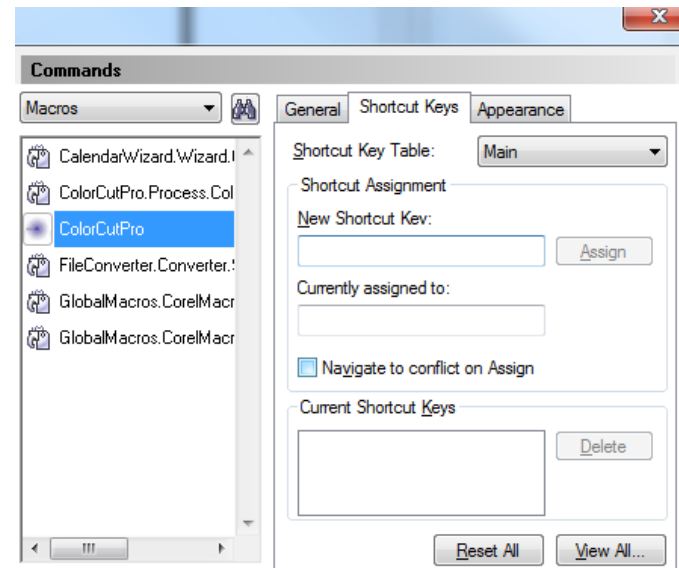 Commands
Macros
General
Shortcut Keys
Appearance
CalendarWizard.Wizard.
ColorCutPro.Process.Col
ColorCutPro
FileConverter.Converter.
GlobalMacros.CorelMacr
GlobalMacros.CorelMacr
Shortcut Key Table:
Main
Shortcut Assignment
New Shortcut Key:
Assign
Currently assigned to:
Navigate to conflict on Assign
Current Shortcut Keys
Delete
Reset All
View All...